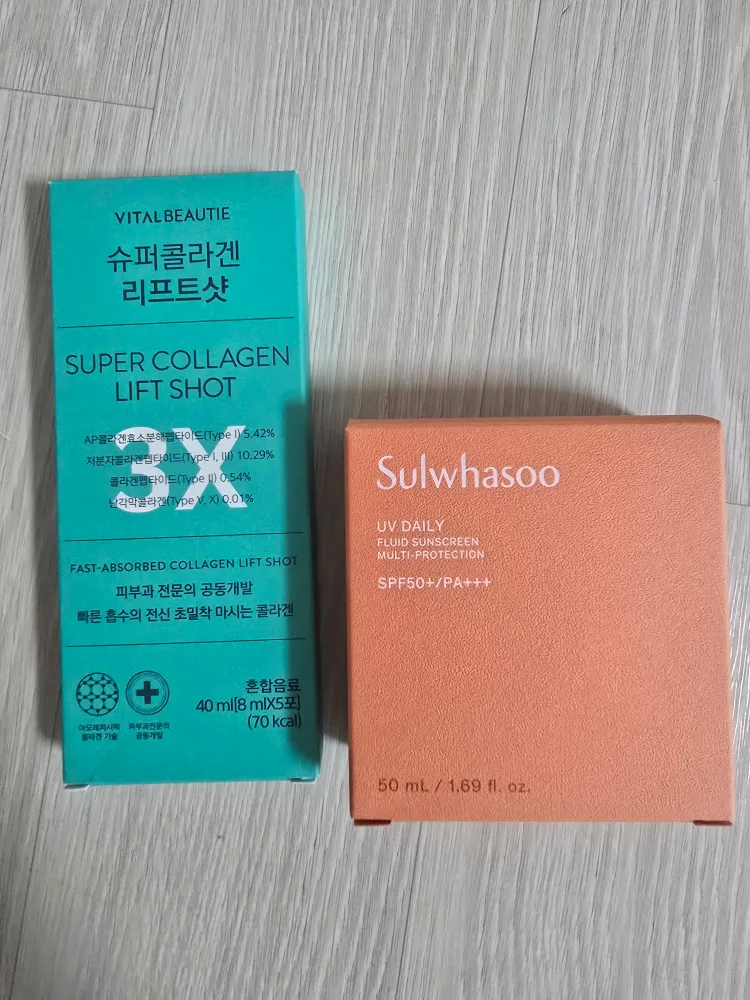 VITALBEAUTIE
슈퍼콜라겐
리프트샷
SUPER COLLAGEN
LIFT SHOT
3X
AP콜라겐효소분해펩타이드(Type I) 5.42%
저분자콜라겐펩타이드(Type I, III) 10.29%
콜라겐펩타이드(Type II) 0.54%
난각막콜라겐(Type V, X) 0.01%
FAST-ABSORBED COLLAGEN LIFT SHOT
피부과 전문의 공동개발
빠른 흡수의 전신 초밀착 마시는 콜라겐
아모레퍼시픽
콜라겐 기술
피부과전문의
공동개발
혼합음료
40 ml[8 mlX5포]
(70 kcal)
Sulwhasoo
UV DAILY
FLUID SUNSCREEN
MULTI-PROTECTION
SPF50+/PA+++
50 mL / 1.69 fl. oz.